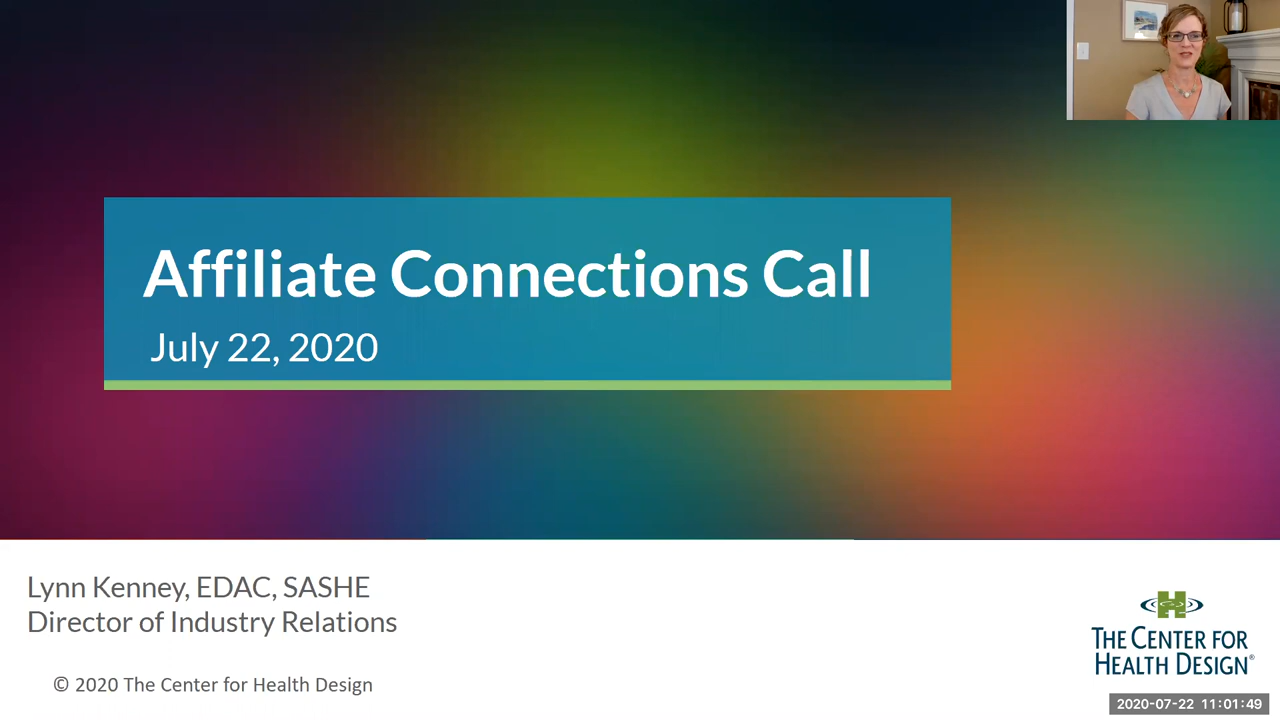 Affiliate Connections Call
July 22, 2020
Lynn Kenney, EDAC, SASHE
Director of Industry Relations
© 2020 The Center for Health Design
THE CENTER FOR
HEALTH DESIGN®
2020-07-22 11:01:49